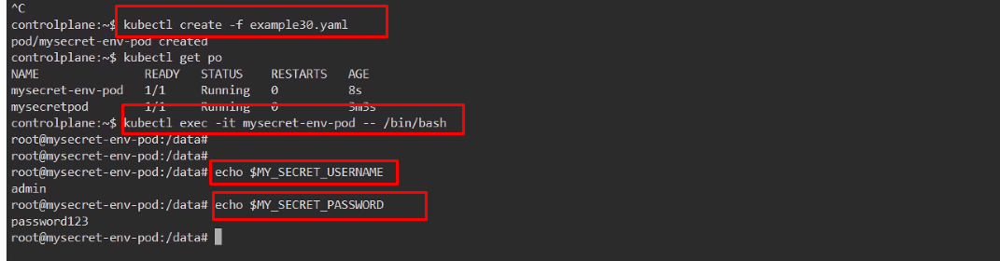 ^C
controlplane:~$ kubectl create -f example30.yaml
pod/mysecret-env-pod created
controlplane:~$ kubectl get po
NAME READY STATUS RESTARTS AGE
mysecret-env-pod 1/1 Running 0 8s
mysecretpod 1/1 Running 0 3m3s
controlplane:~$ kubectl exec -it mysecret-env-pod -- /bin/bash
root@mysecret-env-pod:/data#
root@mysecret-env-pod:/data#
root@mysecret-env-pod:/data# echo $MY_SECRET_USERNAME
admin
root@mysecret-env-pod:/data# echo $MY_SECRET_PASSWORD
password123
root@mysecret-env-pod:/data#